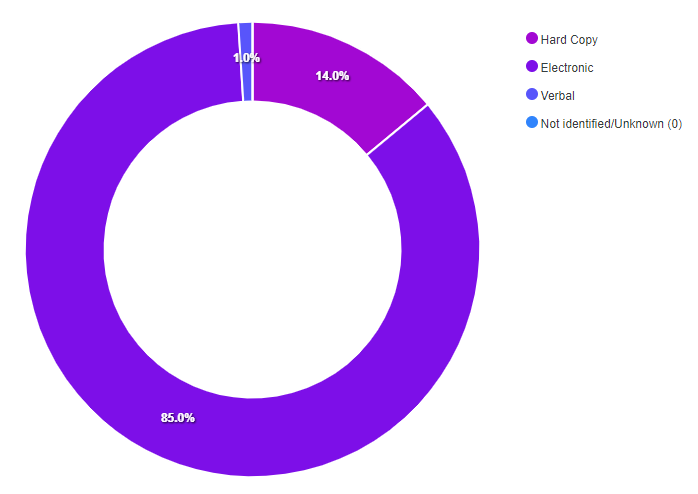 1.0%
14.0%
85.0%
Hard Copy
Electronic
Verbal
Not identified/Unknown (0)